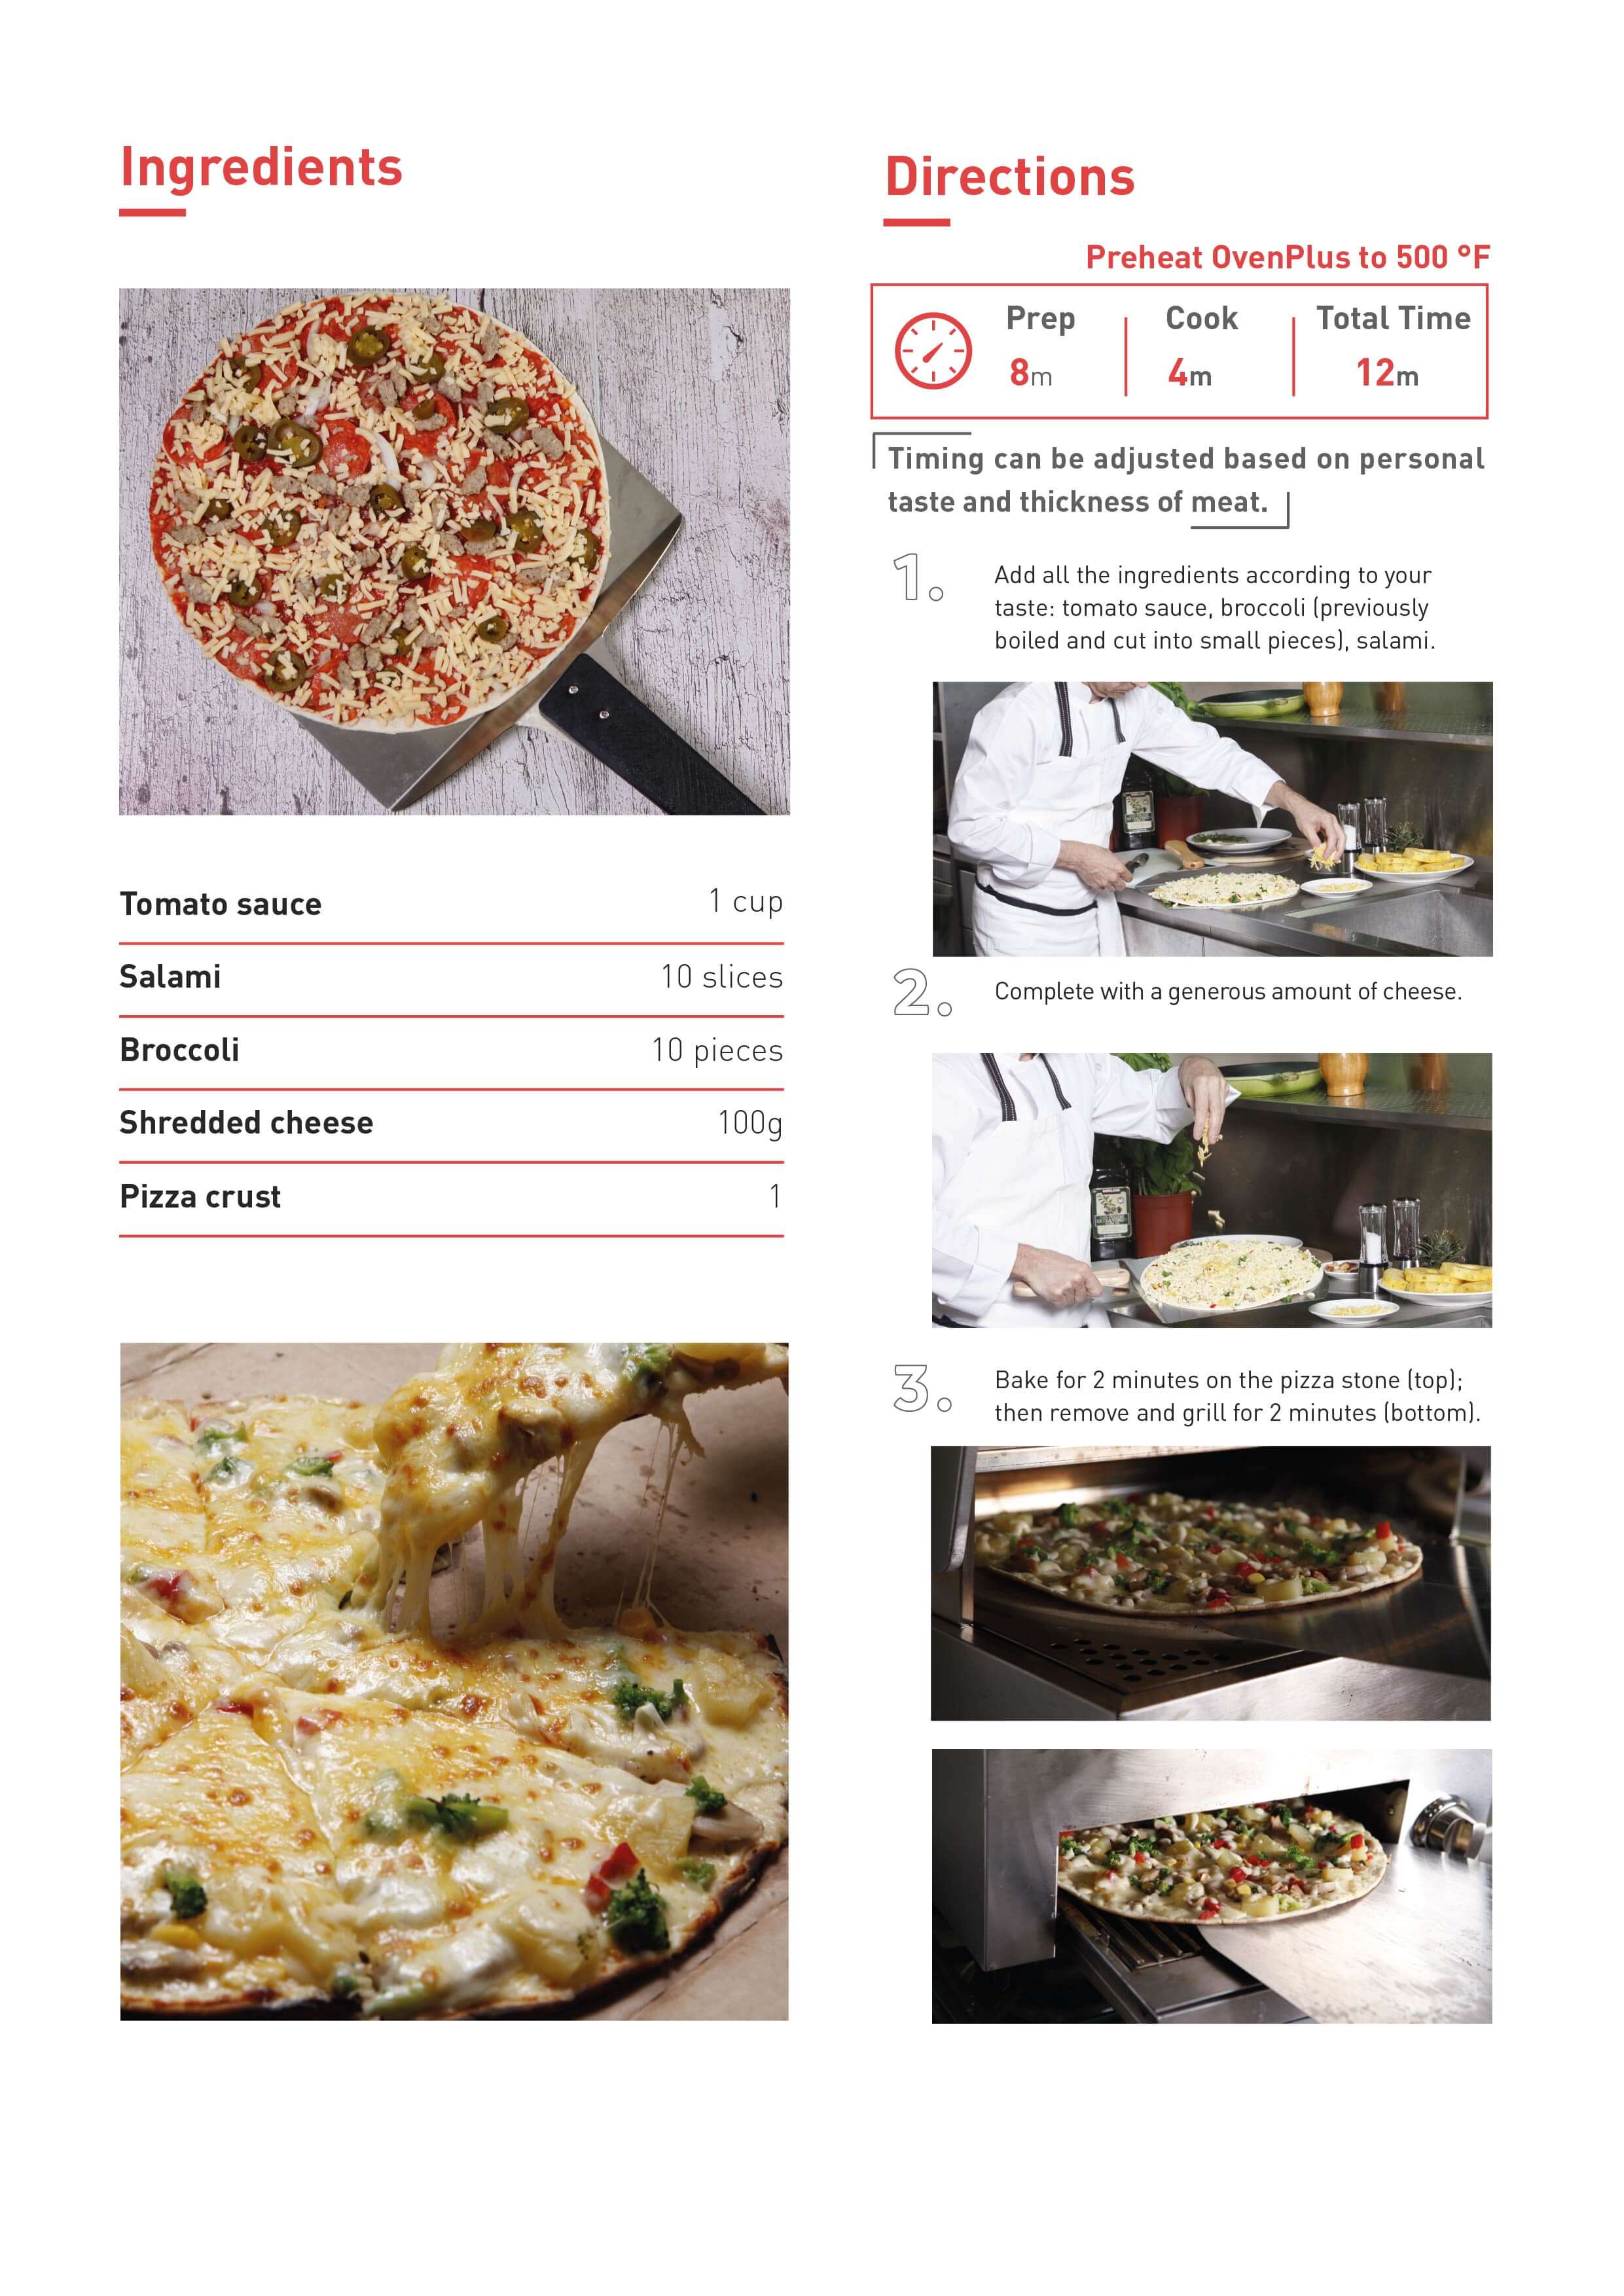 Ingredients
Tomato sauce 1 cup
Salami 10 slices
Broccoli 10 pieces
Shredded cheese 100g
Pizza crust 1
Directions
Preheat OvenPlus to 500 °F
Prep Cook Total Time
8m 4m 12m
Timing can be adjusted based on personal
taste and thickness of meat.
1. Add all the ingredients according to your
taste: tomato sauce, broccoli (previously
boiled and cut into small pieces), salami.
2. Complete with a generous amount of cheese.
3. Bake for 2 minutes on the pizza stone (top);
then remove and grill for 2 minutes (bottom).